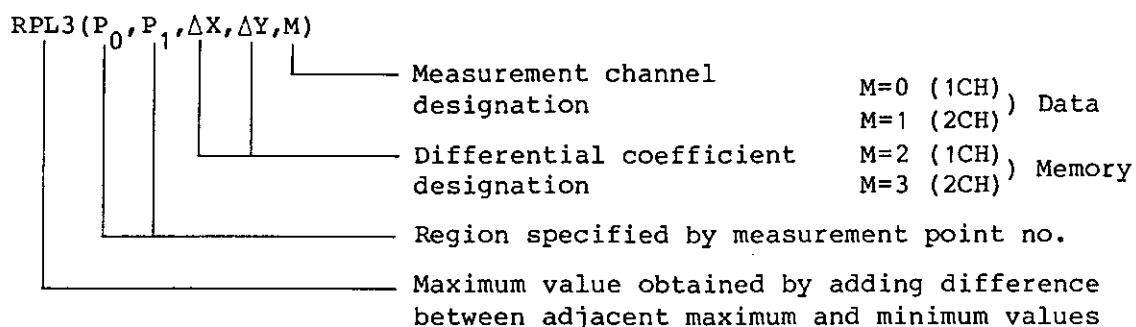 RPL3(P0,P1,ΔX,ΔY,M)
Measurement channel
designation
M=0 (1CH)
M=1 (2CH)
) Data
Differential coefficient
designation
M=2 (1CH)
M=3 (2CH)
) Memory
Region specified by measurement point no.
Maximum value obtained by adding difference
between adjacent maximum and minimum values